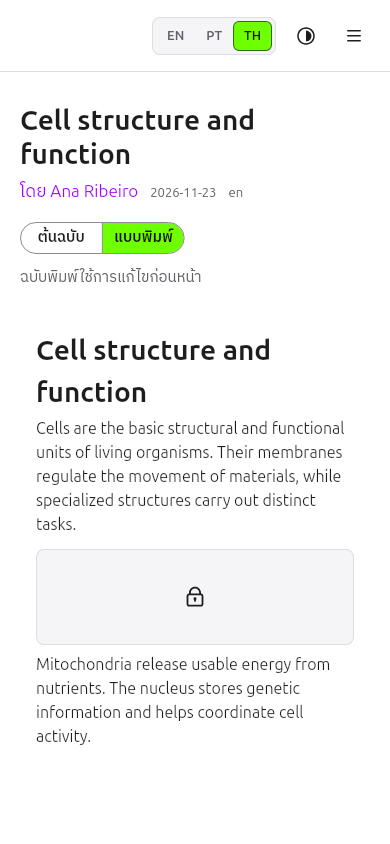 EN PT TH
Cell structure and
function
โดย Ana Ribeiro 2026-11-23 en
ต้นฉบับ แบบพิมพ์
ฉบับพิมพ์ใช้การแก้ไขก่อนหน้า
Cell structure and
function
Cells are the basic structural and functional
units of living organisms. Their membranes
regulate the movement of materials, while
specialized structures carry out distinct
tasks.
Mitochondria release usable energy from
nutrients. The nucleus stores genetic
information and helps coordinate cell
activity.